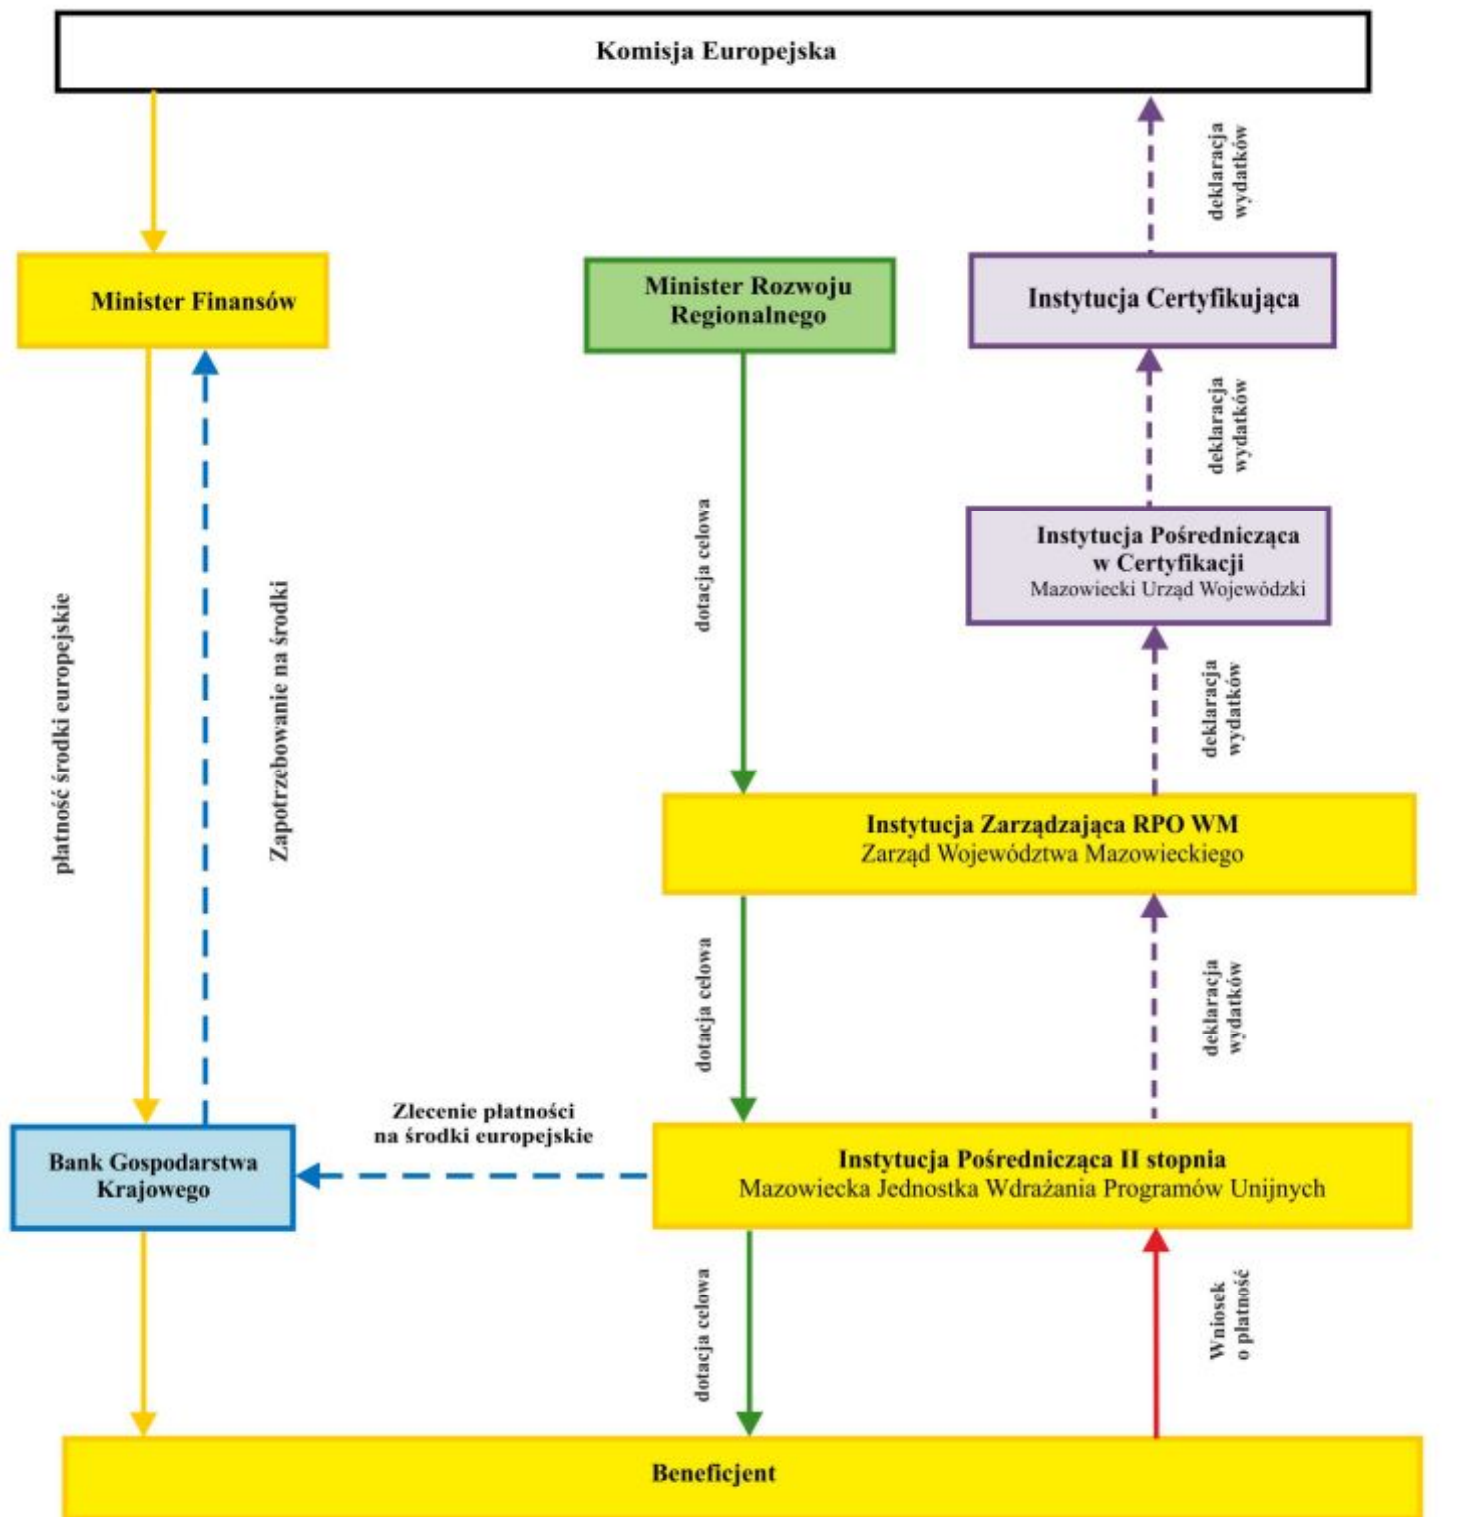 Komisja Europejska
deklaracja
wydatków
Minister Finansów
Minister Rozwoju
Regionalnego
Instytucja Certyfikująca
deklaracja
wydatków
dotacja celowa
Instytucja Pośrednicząca
w Certyfikacji
Mazowiecki Urząd Wojewódzki
płatność środki europejskie
Zapotrzebowanie na środki
deklaracja
wydatków
Instytucja Zarządzająca RPO WM
Zarząd Województwa Mazowieckiego
dotacja celowa
deklaracja
wydatków
Zlecenie płatności
na środki europejskie
Bank Gospodarstwa
Krajowego
Instytucja Pośrednicząca II stopnia
Mazowiecka Jednostka Wdrażania Programów Unijnych
dotacja celowa
Wniosek
o płatność
Beneficjent